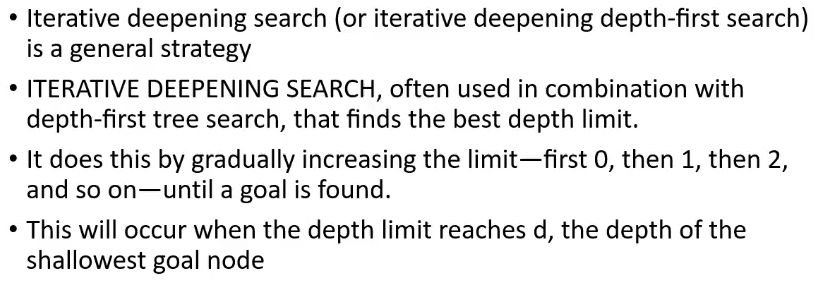 • Iterative deepening search (or iterative deepening depth-first search)
is a general strategy
• ITERATIVE DEEPENING SEARCH, often used in combination with
depth-first tree search, that finds the best depth limit.
• It does this by gradually increasing the limit—first 0, then 1, then 2,
and so on—until a goal is found.
• This will occur when the depth limit reaches d, the depth of the
shallowest goal node